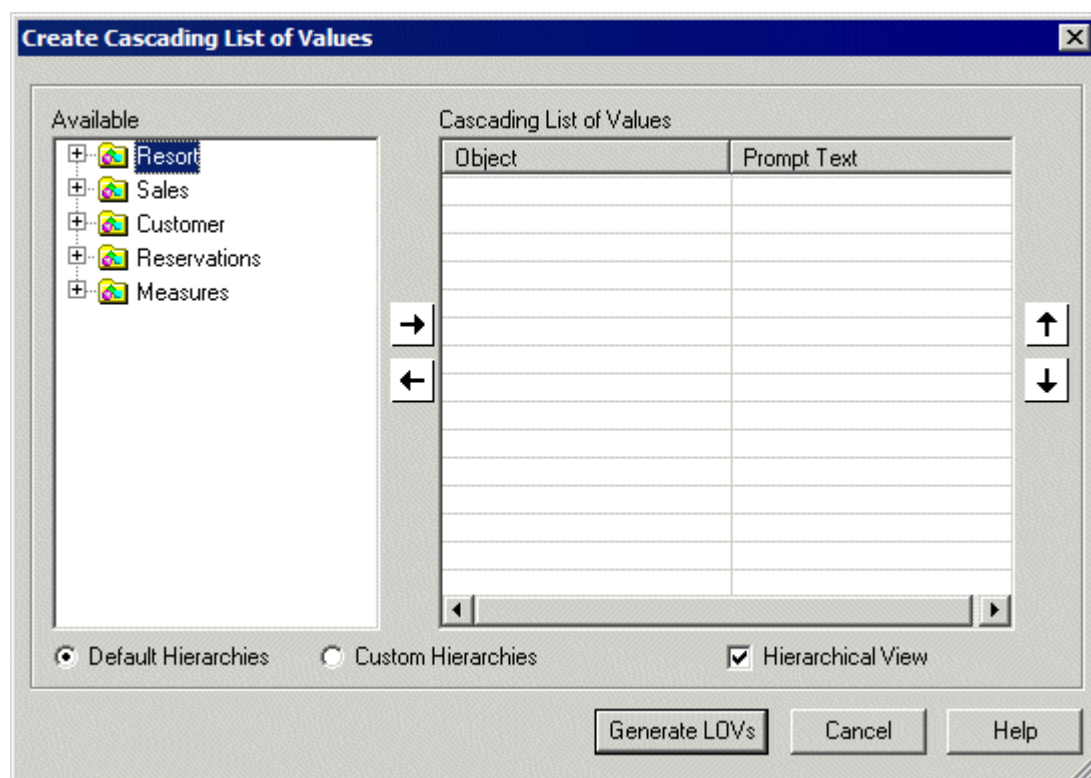 Create Cascading List of Values
Available
Cascading List of Values
Resort
Sales
Customer
Reservations
Measures
Object Prompt Text
Default Hierarchies Custom Hierarchies Hierarchical View
Generate LOVs Cancel Help